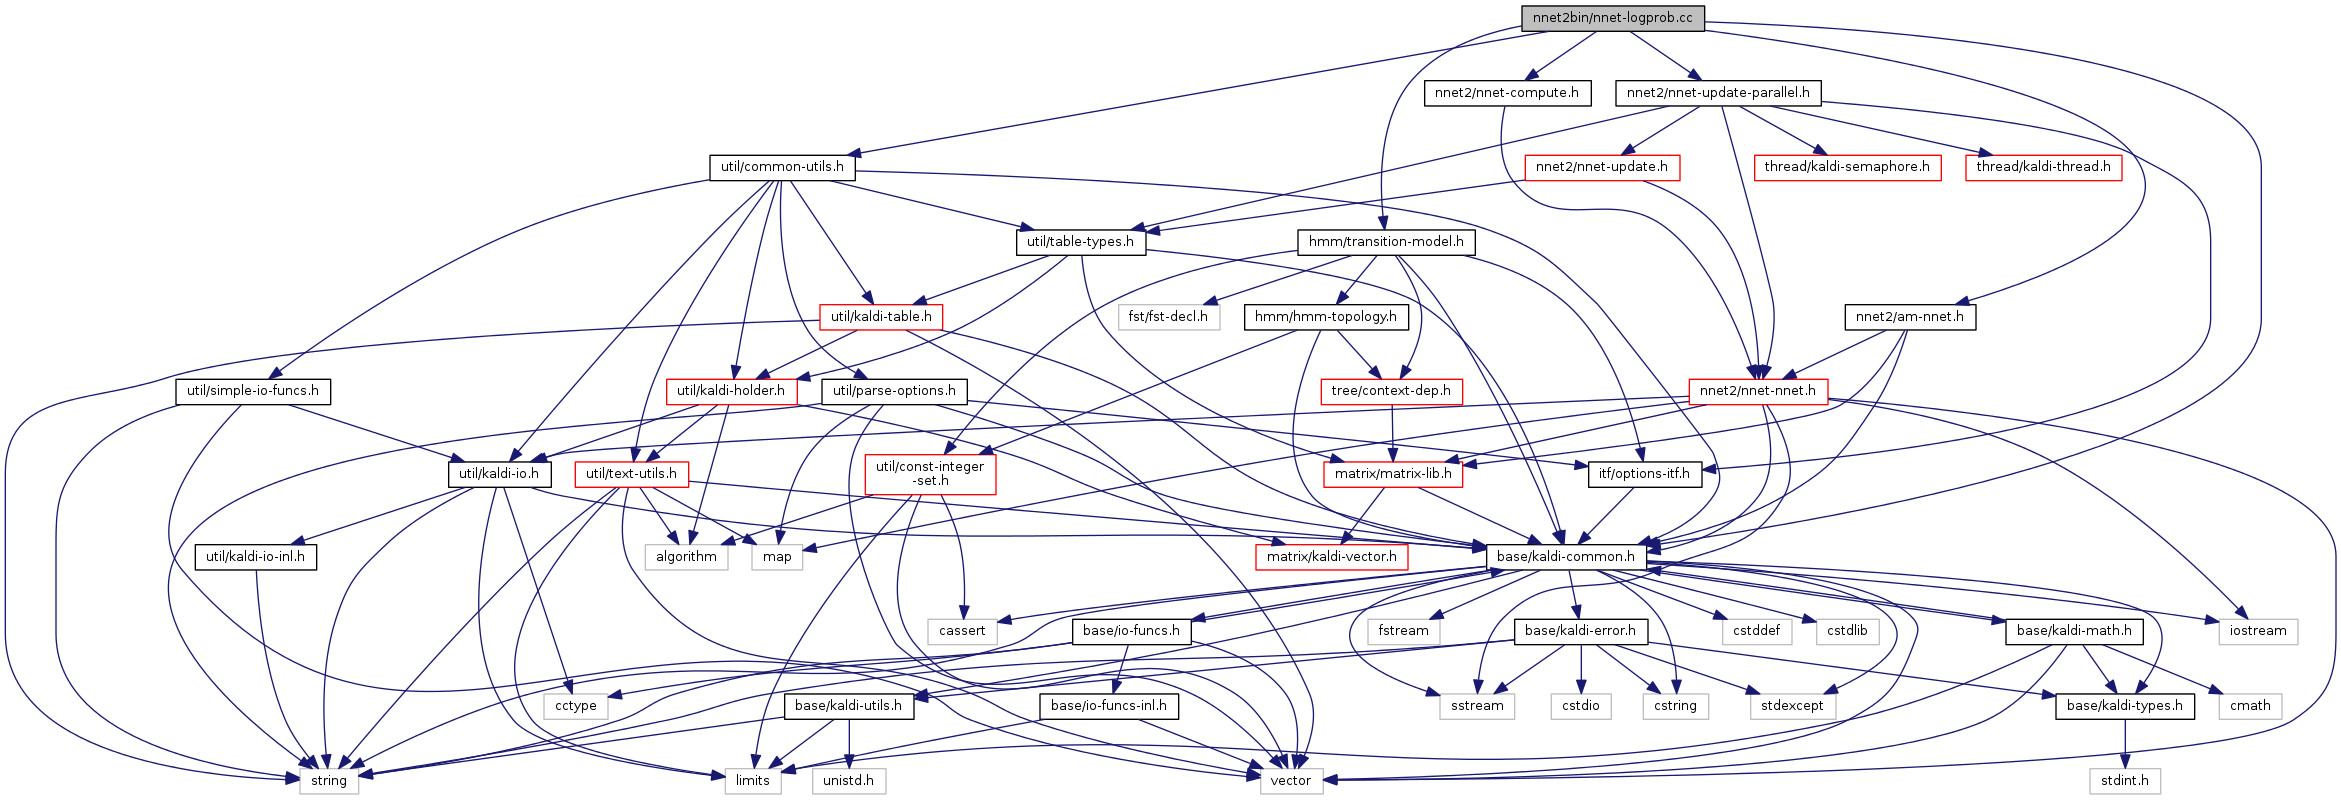 nnet2bin/nnet-logprob.cc
nnet2/nnet-compute.h
nnet2/nnet-update-parallel.h
util/common-utils.h
nnet2/nnet-update.h
thread/kaldi-semaphore.h
thread/kaldi-thread.h
util/table-types.h
hmm/transition-model.h
util/kaldi-table.h
fst/fst-decl.h
hmm/hmm-topology.h
nnet2/am-nnet.h
util/simple-io-funcs.h
util/kaldi-holder.h
util/parse-options.h
tree/context-dep.h
nnet2/nnet-nnet.h
util/kaldi-io.h
util/text-utils.h
util/const-integer
-set.h
matrix/matrix-lib.h
itf/options-itf.h
util/kaldi-io-inl.h
algorithm
map
matrix/kaldi-vector.h
base/kaldi-common.h
cassert
base/io-funcs.h
fstream
base/kaldi-error.h
cstddef
cstdlib
base/kaldi-math.h
iostream
cctype
base/kaldi-utils.h
base/io-funcs-inl.h
sstream
cstdio
cstring
stdexcept
base/kaldi-types.h
cmath
string
limits
unistd.h
vector
stdint.h